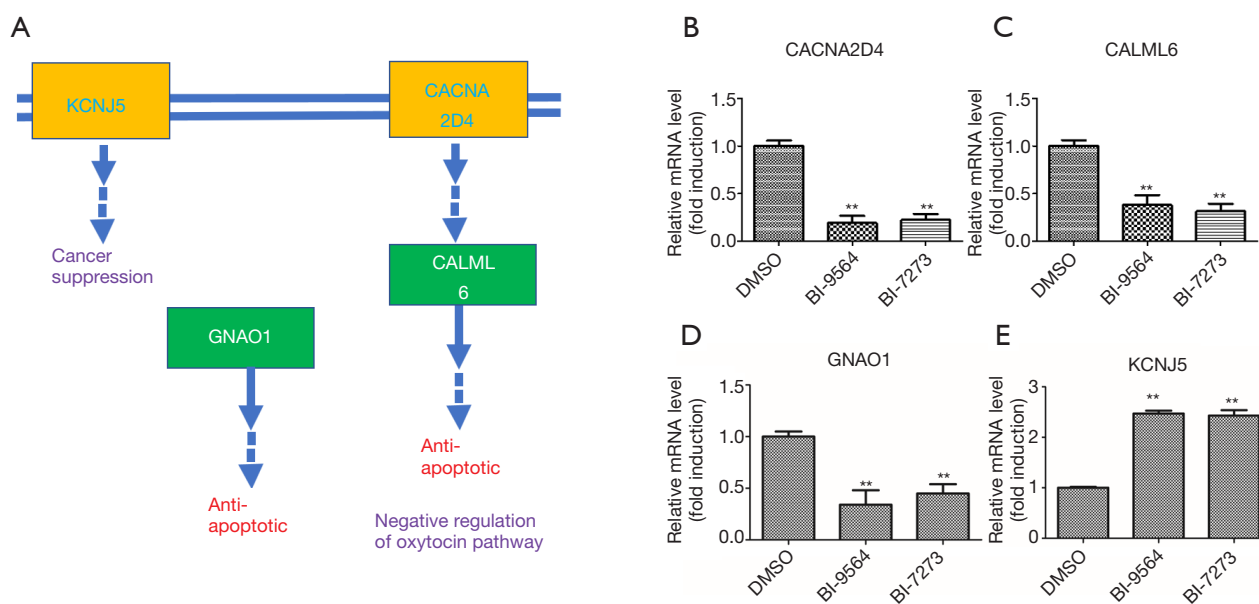 A
KCNJ5
CACNA
2D4
Cancer
suppression
CALML
6
GNAO1
Anti-
apoptotic
Anti-
apoptotic
Negative regulation
of oxytocin pathway
B
CACNA2D4
Relative mRNA level
(fold induction)
1.5
1.0
0.5
0.0
**
**
DMSO
BI-9564
BI-7273
C
CALML6
Relative mRNA level
(fold induction)
1.5
1.0
0.5
0.0
**
**
DMSO
BI-9564
BI-7273
D
GNAO1
Relative mRNA level
(fold induction)
1.5
1.0
0.5
0.0
**
**
DMSO
BI-9564
BI-7273
E
KCNJ5
Relative mRNA level
(fold induction)
3
2
1
0
**
**
DMSO
BI-9564
BI-7273